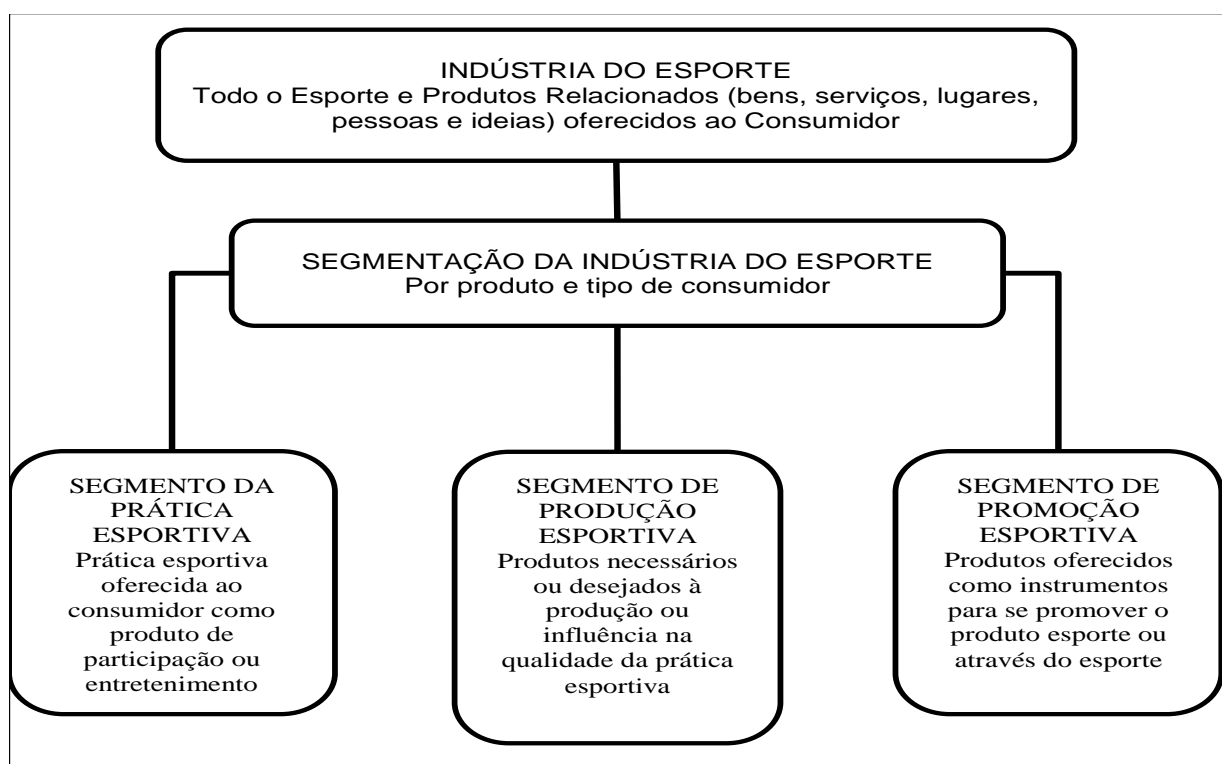 INDÚSTRIA DO ESPORTE
Todo o Esporte e Produtos Relacionados (bens, serviços, lugares,
pessoas e ideias) oferecidos ao Consumidor
SEGMENTAÇÃO DA INDÚSTRIA DO ESPORTE
Por produto e tipo de consumidor
SEGMENTO DA
PRÁTICA
ESPORTIVA
Prática esportiva
oferecida ao
consumidor como
produto de
participação ou
entretenimento
SEGMENTO DE
PRODUÇÃO
ESPORTIVA
Produtos necessários
ou desejados à
produção ou
influência na
qualidade da prática
esportiva
SEGMENTO DE
PROMOÇÃO
ESPORTIVA
Produtos oferecidos
como instrumentos
para se promover o
produto esporte ou
através do esporte